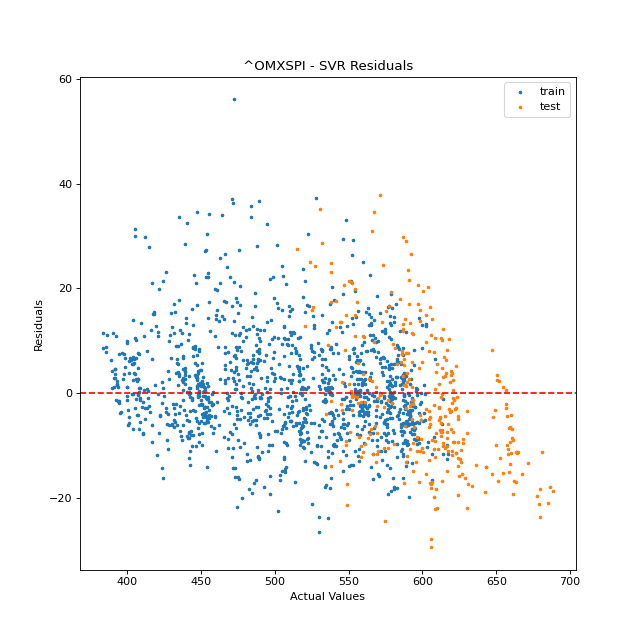 ^OMXSPI - SVR Residuals
60
40
20
0
−20
Residuals
400 450 500 550 600 650 700
Actual Values
train
test